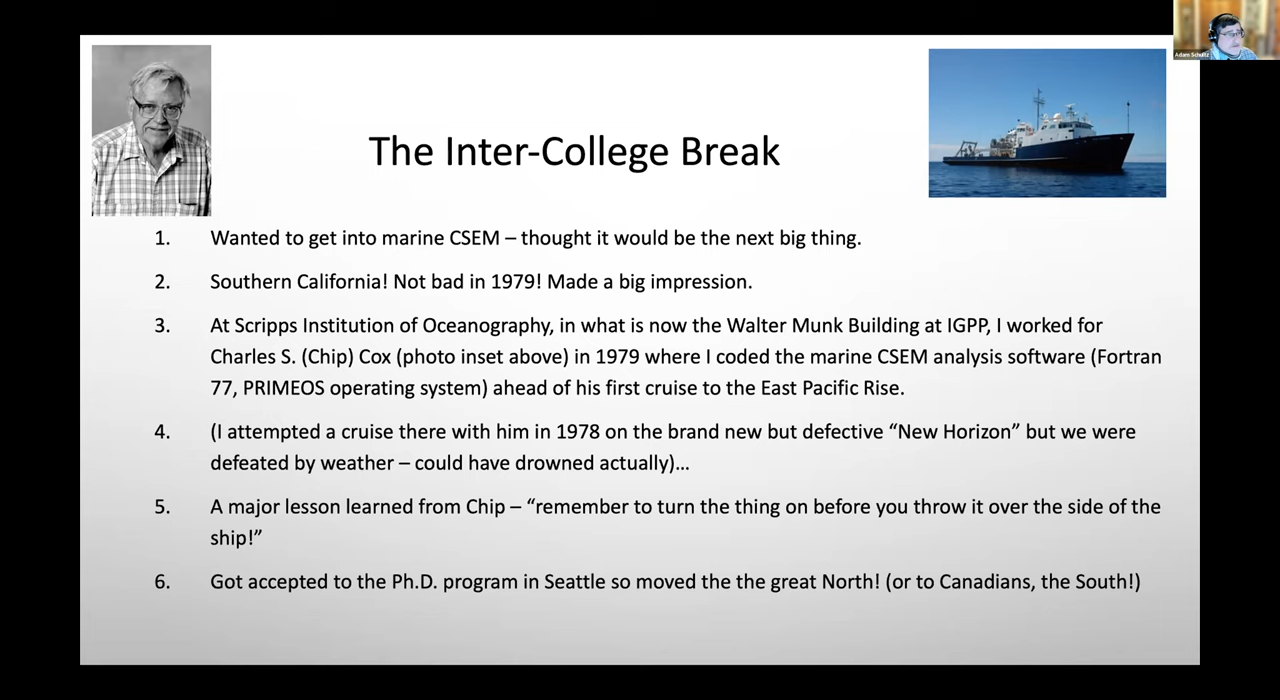 Adam Schultz
The Inter-College Break
1. Wanted to get into marine CSEM – thought it would be the next big thing.
2. Southern California! Not bad in 1979! Made a big impression.
3. At Scripps Institution of Oceanography, in what is now the Walter Munk Building at IGPP, I worked for
Charles S. (Chip) Cox (photo inset above) in 1979 where I coded the marine CSEM analysis software (Fortran
77, PRIMEOS operating system) ahead of his first cruise to the East Pacific Rise.
4. (I attempted a cruise there with him in 1978 on the brand new but defective “New Horizon” but we were
defeated by weather – could have drowned actually)...
5. A major lesson learned from Chip – “remember to turn the thing on before you throw it over the side of the
ship!”
6. Got accepted to the Ph.D. program in Seattle so moved the the great North! (or to Canadians, the South!)